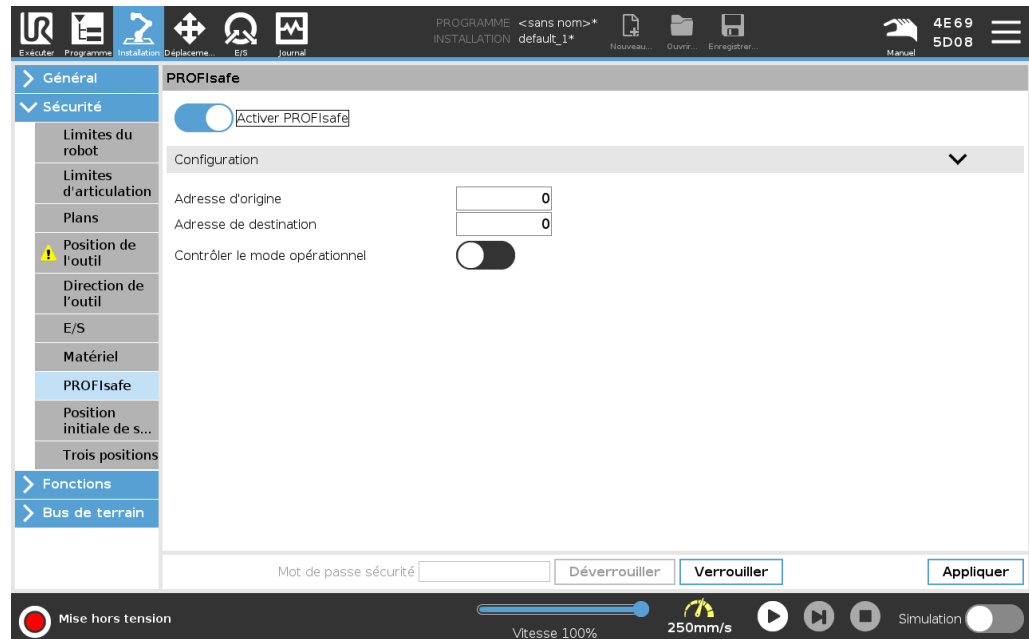 PROGRAMME <sans nom>*
INSTALLATION default_1*
Exécuter Programme Installation Déplaceme... E/S Journal
Nouveau... Ouvrir... Enregistrer...
Manuel
4E69
5D08
Général
Sécurité
Limites du
robot
Limites
d'articulation
Plans
Position de
l'outil
Direction de
l'outil
E/S
Matériel
PROFIsafe
Position
initiale de s...
Trois positions
Fonctions
Bus de terrain
PROFIsafe
Activer PROFIsafe
Configuration
Adresse d'origine 0
Adresse de destination 0
Contrôler le mode opérationnel
Mot de passe sécurité Déverrouiller Verrouiller Appliquer
Mise hors tension
Vitesse 100%
250mm/s
Simulation